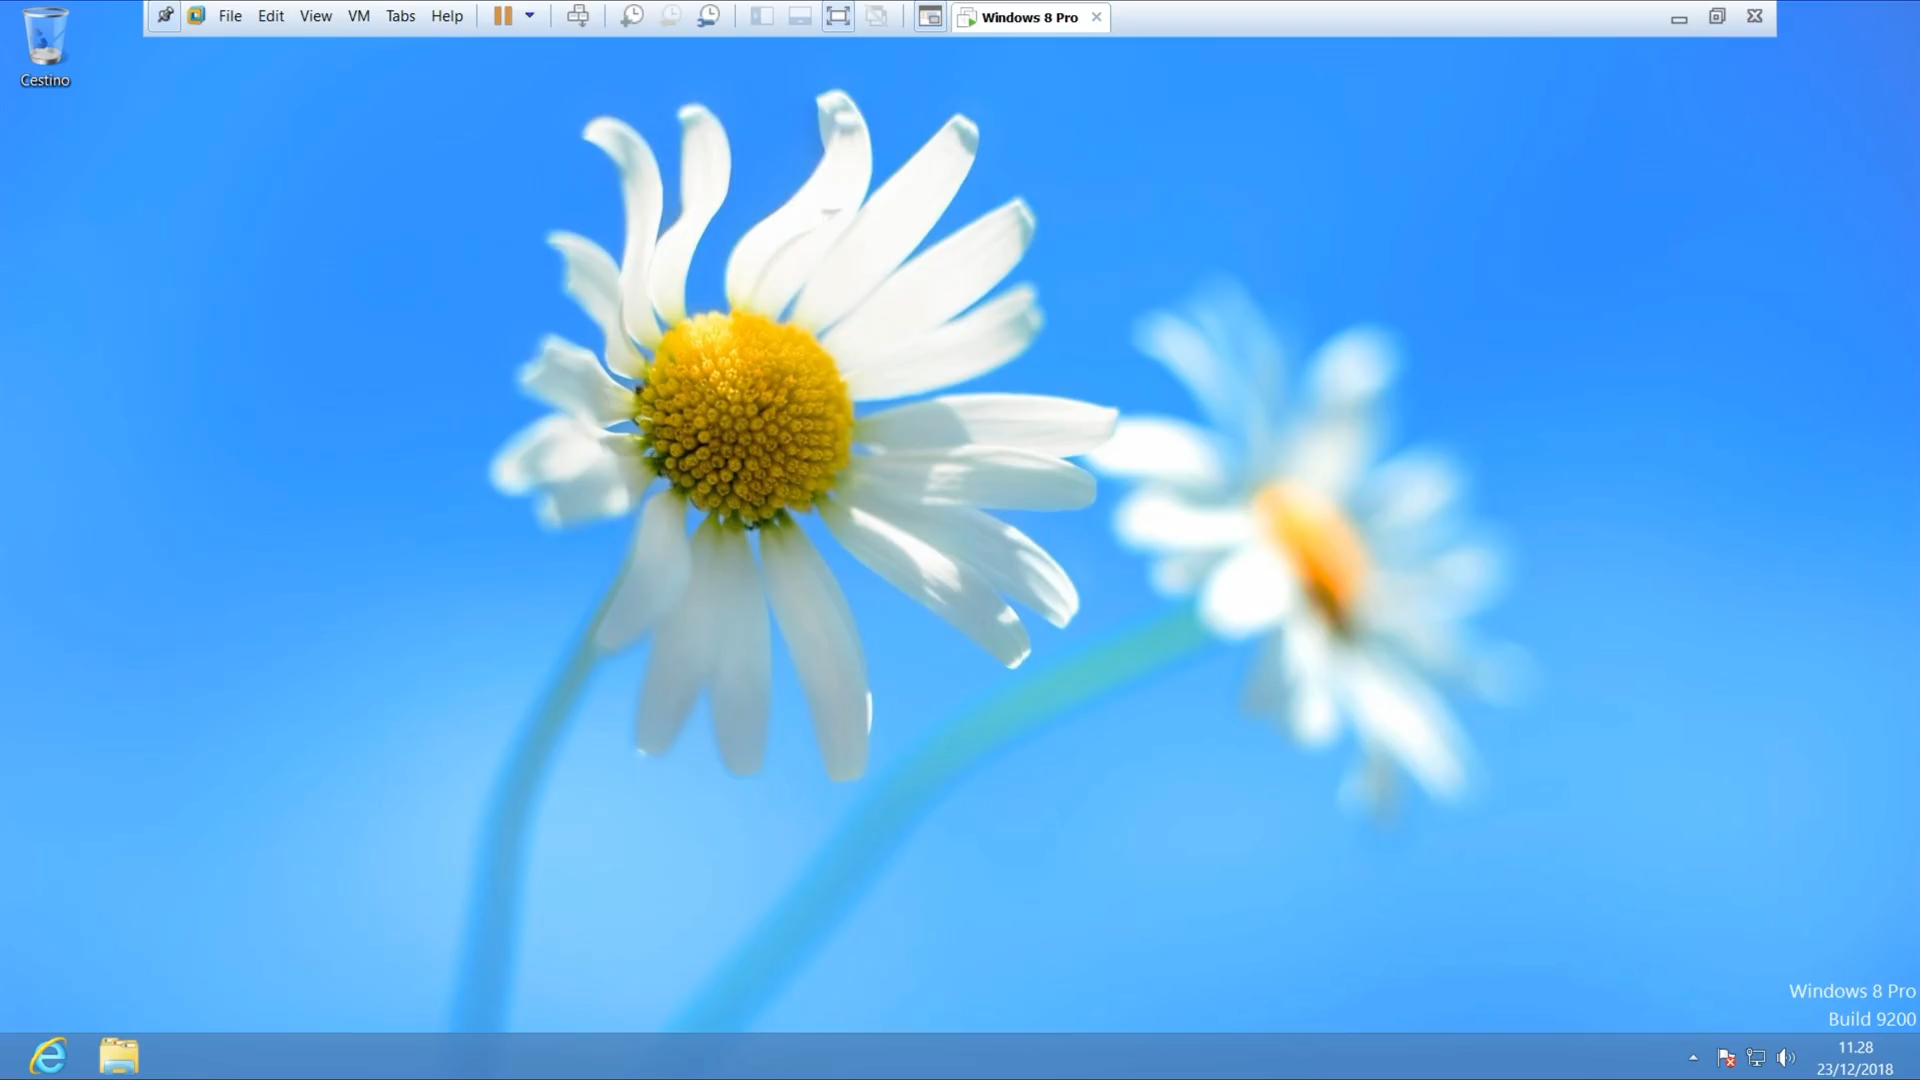 File Edit View VM Tabs Help Windows 8 Pro
Cestino
Windows 8 Pro
Build 9200
11.28
23/12/2018